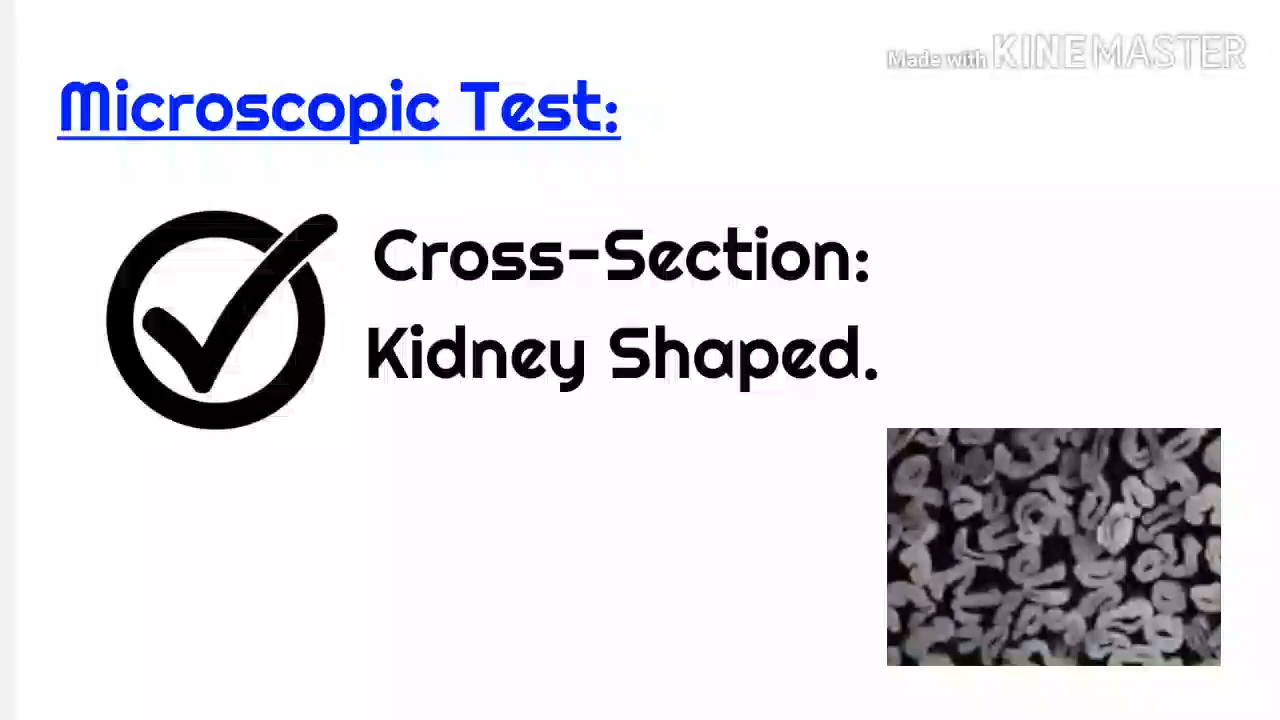 Made with KINEMASTER
Microscopic Test:
Cross-Section:
Kidney Shaped.